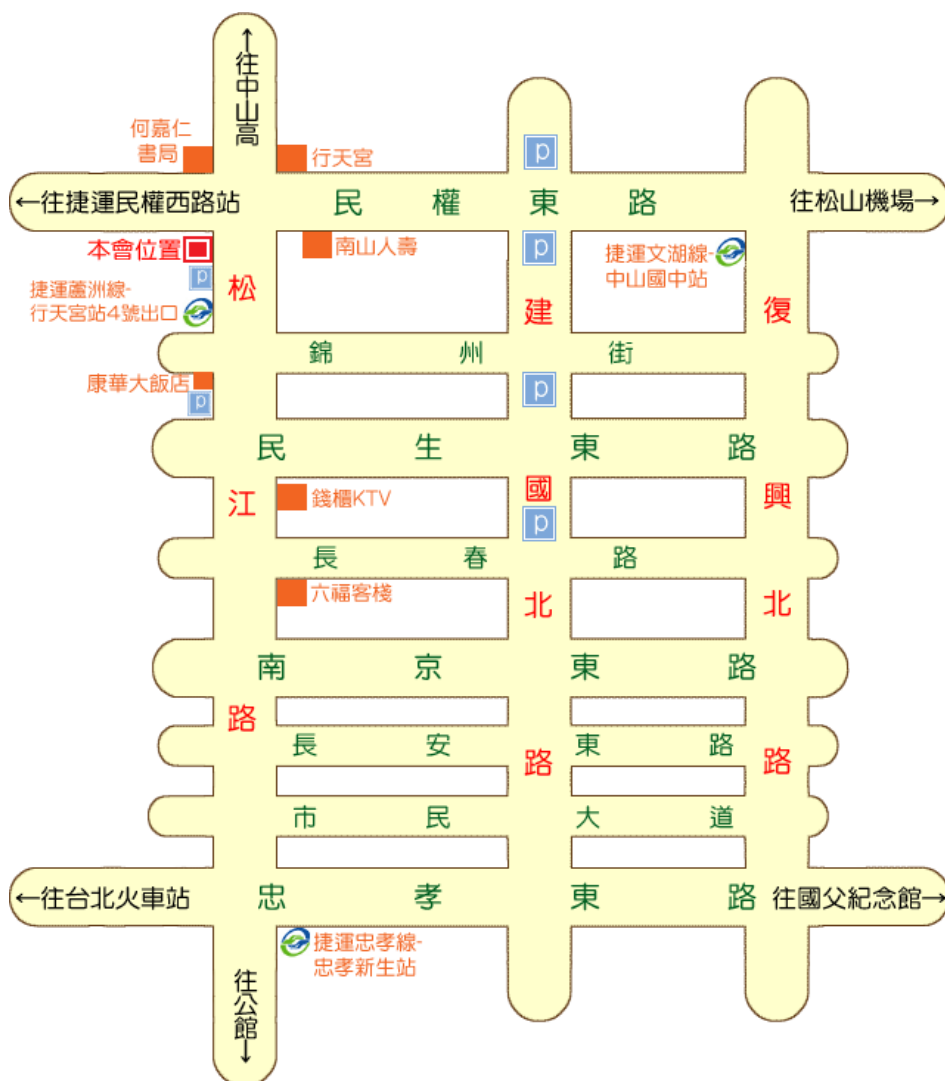 ←往中山高
何嘉仁
書局
行天宮
p
←往捷運民權西路站
民權東路
往松山機場→
本會位置
南山人壽
p
捷運文湖線-
中山國中站
p
捷運蘆洲線-
行天宮站4號出口
錦州街
康華大飯店
p
p
民生東路
錢櫃KTV
p
長春路
六福客棧
南京東路
長安東路
市民大道
←往台北火車站
忠孝東路
往國父紀念館→
捷運忠孝線-
忠孝新生站
往公館→
松江路
建國北路
復興北路